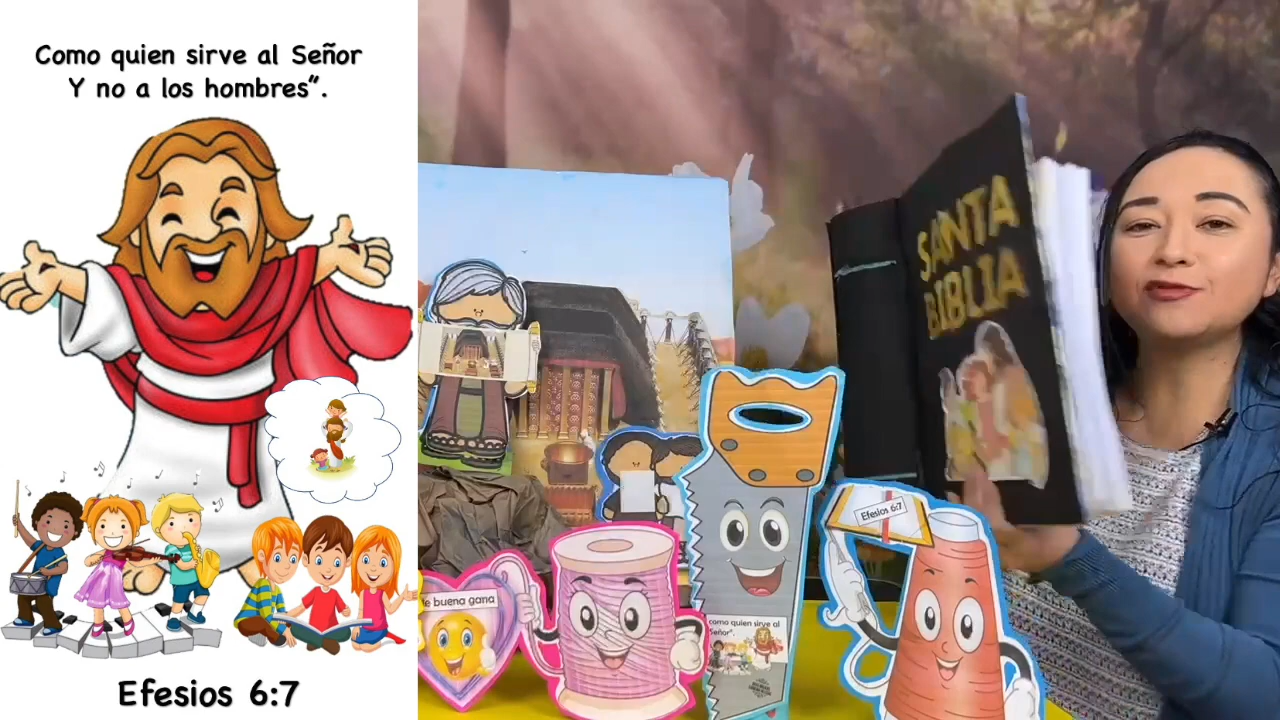 Como quien sirve al Señor
Y no a los hombres”.
Efesios 6:7
SANTA
BIBLIA
Efesios 6:7
de buena gana
como quien sirve al
Señor”.